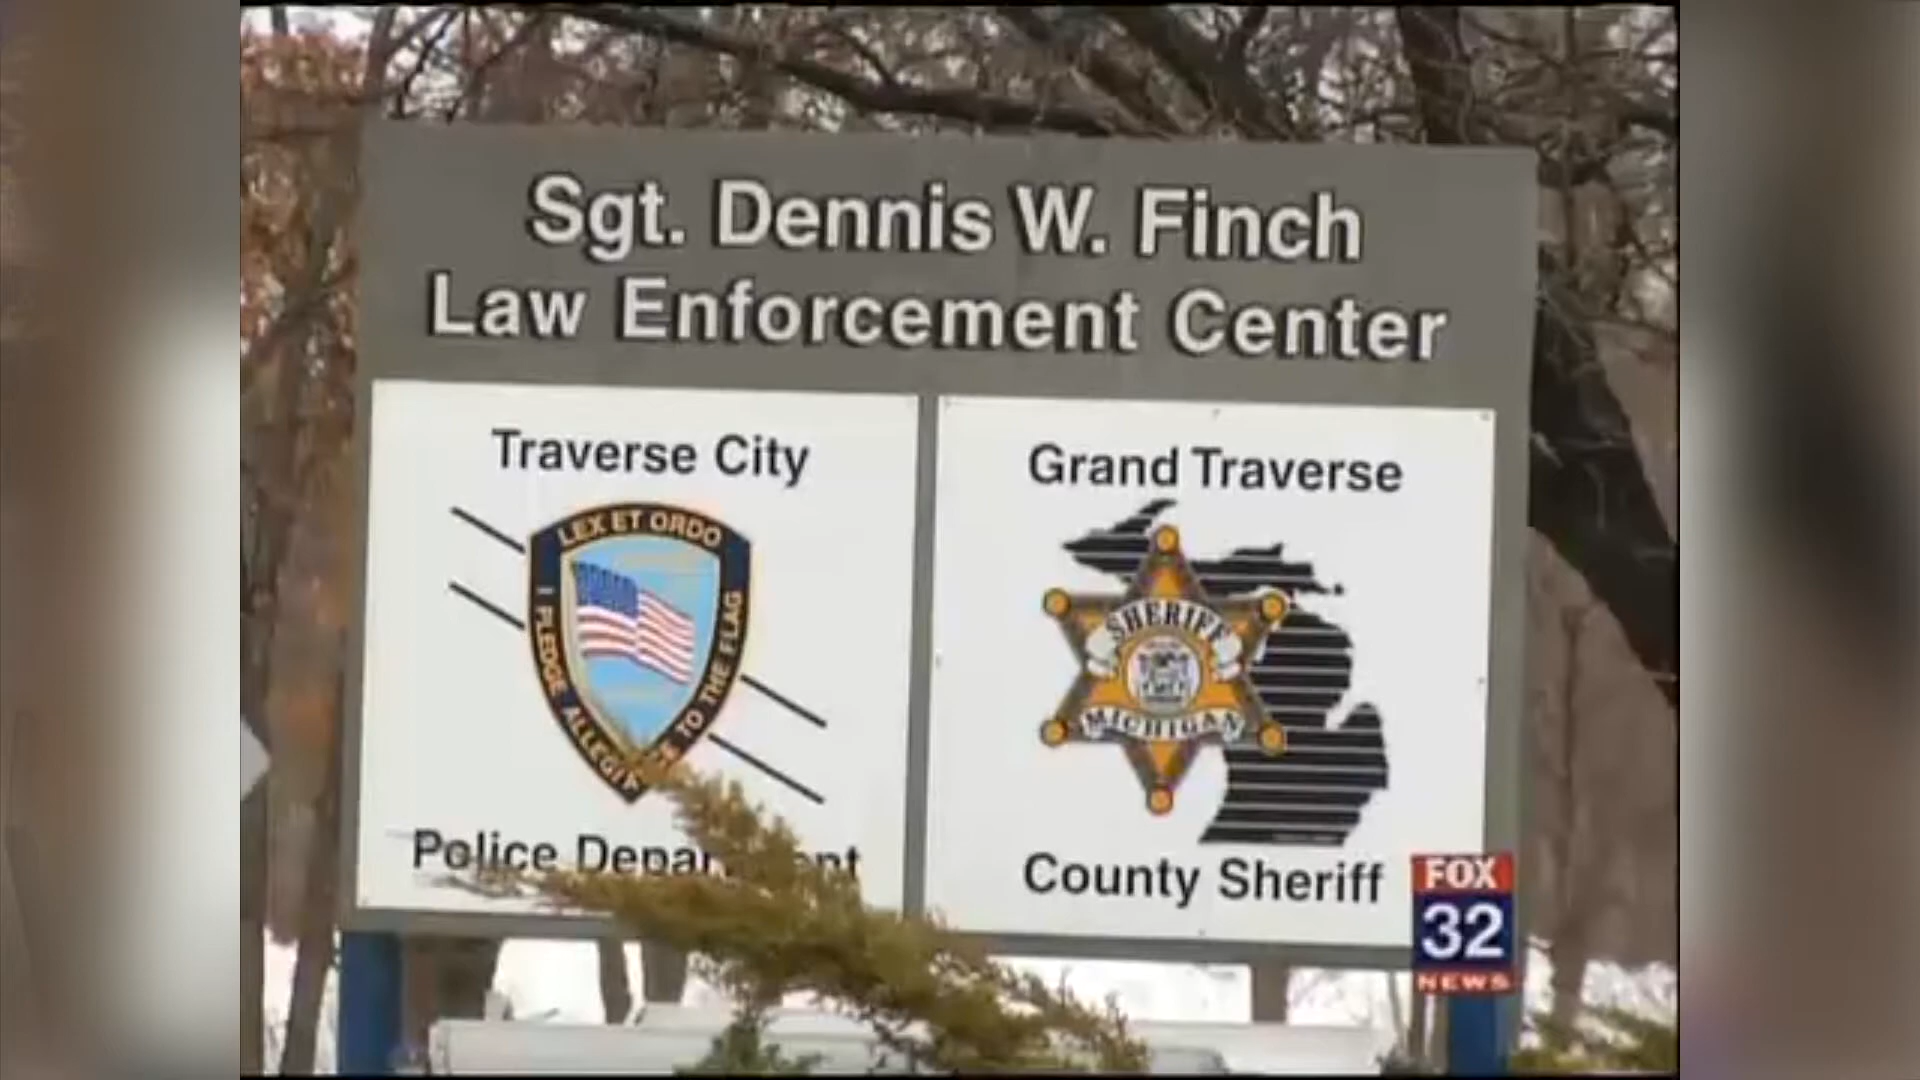 Sgt. Dennis W. Finch
Law Enforcement Center
Traverse City
LEX ET ORDO
I PLEDGE TO THE FLAG
Police
Grand Traverse
SHERIFF
MICHIGAN
County Sheriff
FOX
32
NEWS